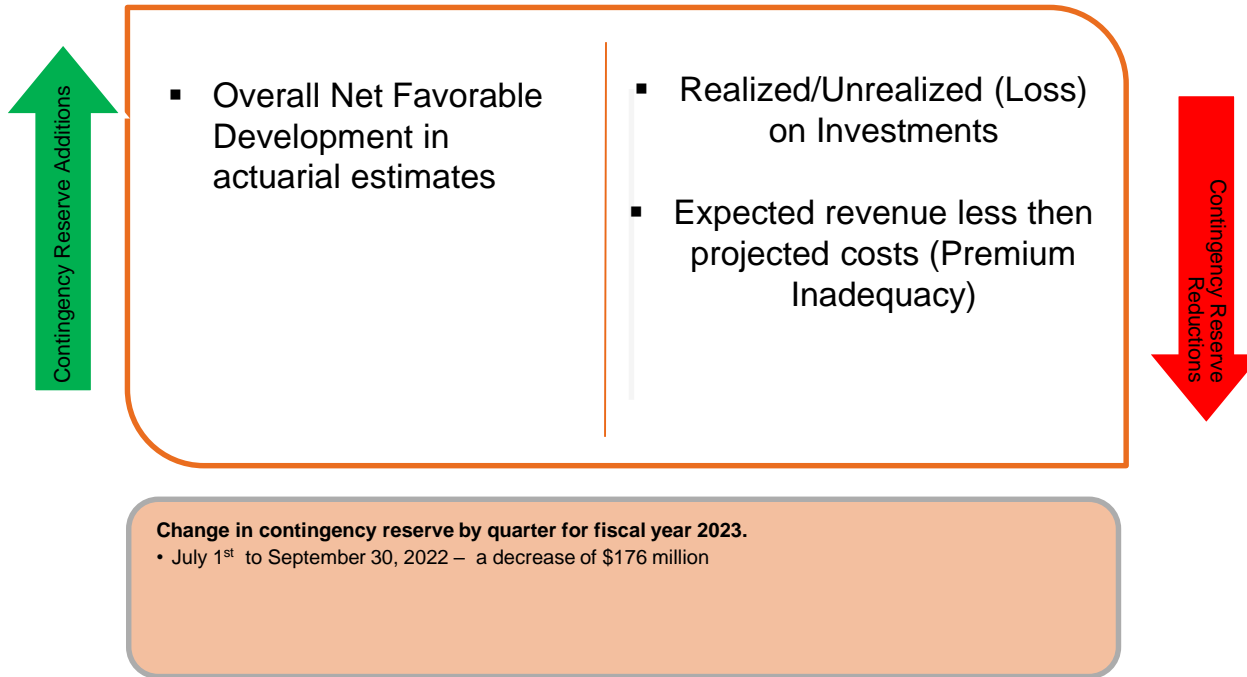 Contingency Reserve Additions
▪ Overall Net Favorable
Development in
actuarial estimates
▪ Realized/Unrealized (Loss)
on Investments
▪ Expected revenue less then
projected costs (Premium
Inadequacy)
Contingency Reserve
Reductions
Change in contingency reserve by quarter for fiscal year 2023.
• July 1st to September 30, 2022 – a decrease of $176 million